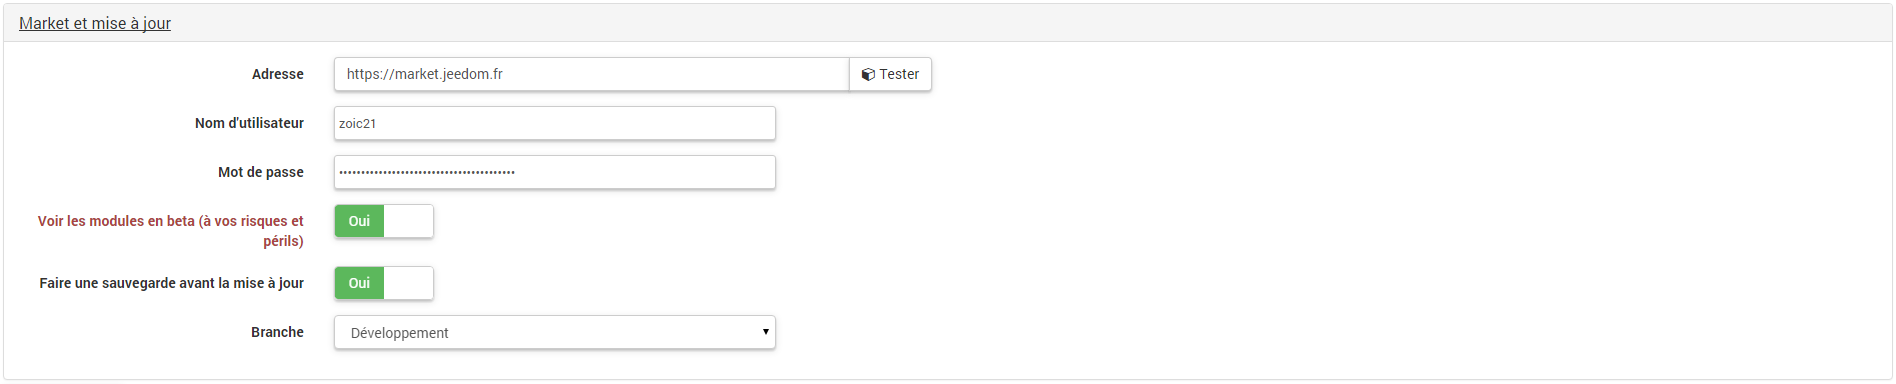 Market et mise à jour
Adresse
https://market.jeedom.fr
Tester
Nom d'utilisateur
zoic21
Mot de passe
••••••••••••••••••••••••••••••••••••••••
Voir les modules en beta (à vos risques et
périls)
Oui
Faire une sauvegarde avant la mise à jour
Oui
Branche
Développement